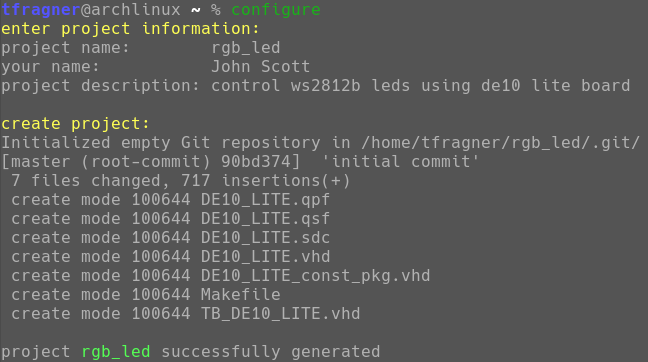 tfragner@archlinux ~ % configure
enter project information:
project name:        rgb_led
your name:           John Scott
project description: control ws2812b leds using de10 lite board
create project:
Initialized empty Git repository in /home/tfragner/rgb_led/.git/
[master (root-commit) 90bd374]  'initial commit'
 7 files changed, 717 insertions(+)
 create mode 100644 DE10_LITE.qpf
 create mode 100644 DE10_LITE.qsf
 create mode 100644 DE10_LITE.sdc
 create mode 100644 DE10_LITE.vhd
 create mode 100644 DE10_LITE_const_pkg.vhd
 create mode 100644 Makefile
 create mode 100644 TB_DE10_LITE.vhd
project rgb_led successfully generated